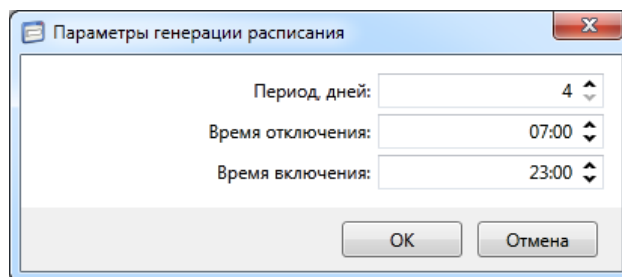 Параметры генерации расписания
Период, дней: 4
Время отключения: 07:00
Время включения: 23:00
OK Отмена